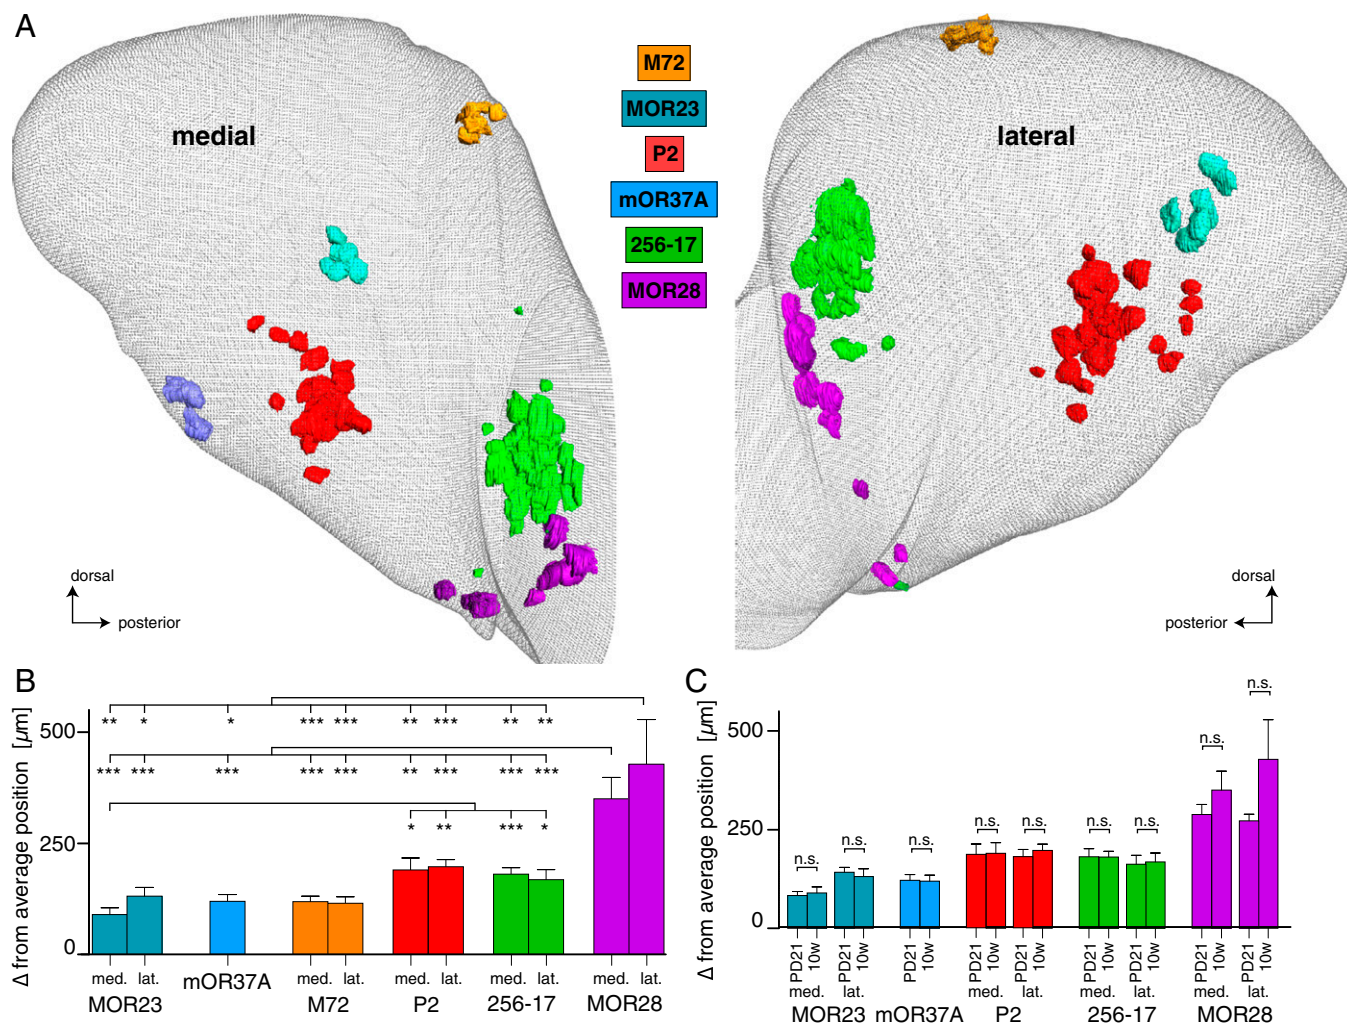 A
medial
M72
MOR23
P2
mOR37A
256-17
MOR28
lateral
dorsal
posterior
dorsal
posterior
B
Δ from average position [μm]
500
250
0
** * * *** *** ** *** ** **
*** *** *** *** *** ** *** *** ***
* ** *** *
med. lat. med. lat. med. lat. med. lat. med. lat.
MOR23 mOR37A M72 P2 256-17 MOR28
C
Δ from average position [μm]
500
250
0
n.s. n.s. n.s. n.s. n.s. n.s. n.s. n.s. n.s.
PD21 10w PD21 10w PD21 10w PD21 10w PD21 10w PD21 10w PD21 10w PD21 10w PD21 10w
med. lat. med. lat. med. lat. med. lat.
MOR23 mOR37A P2 256-17 MOR28